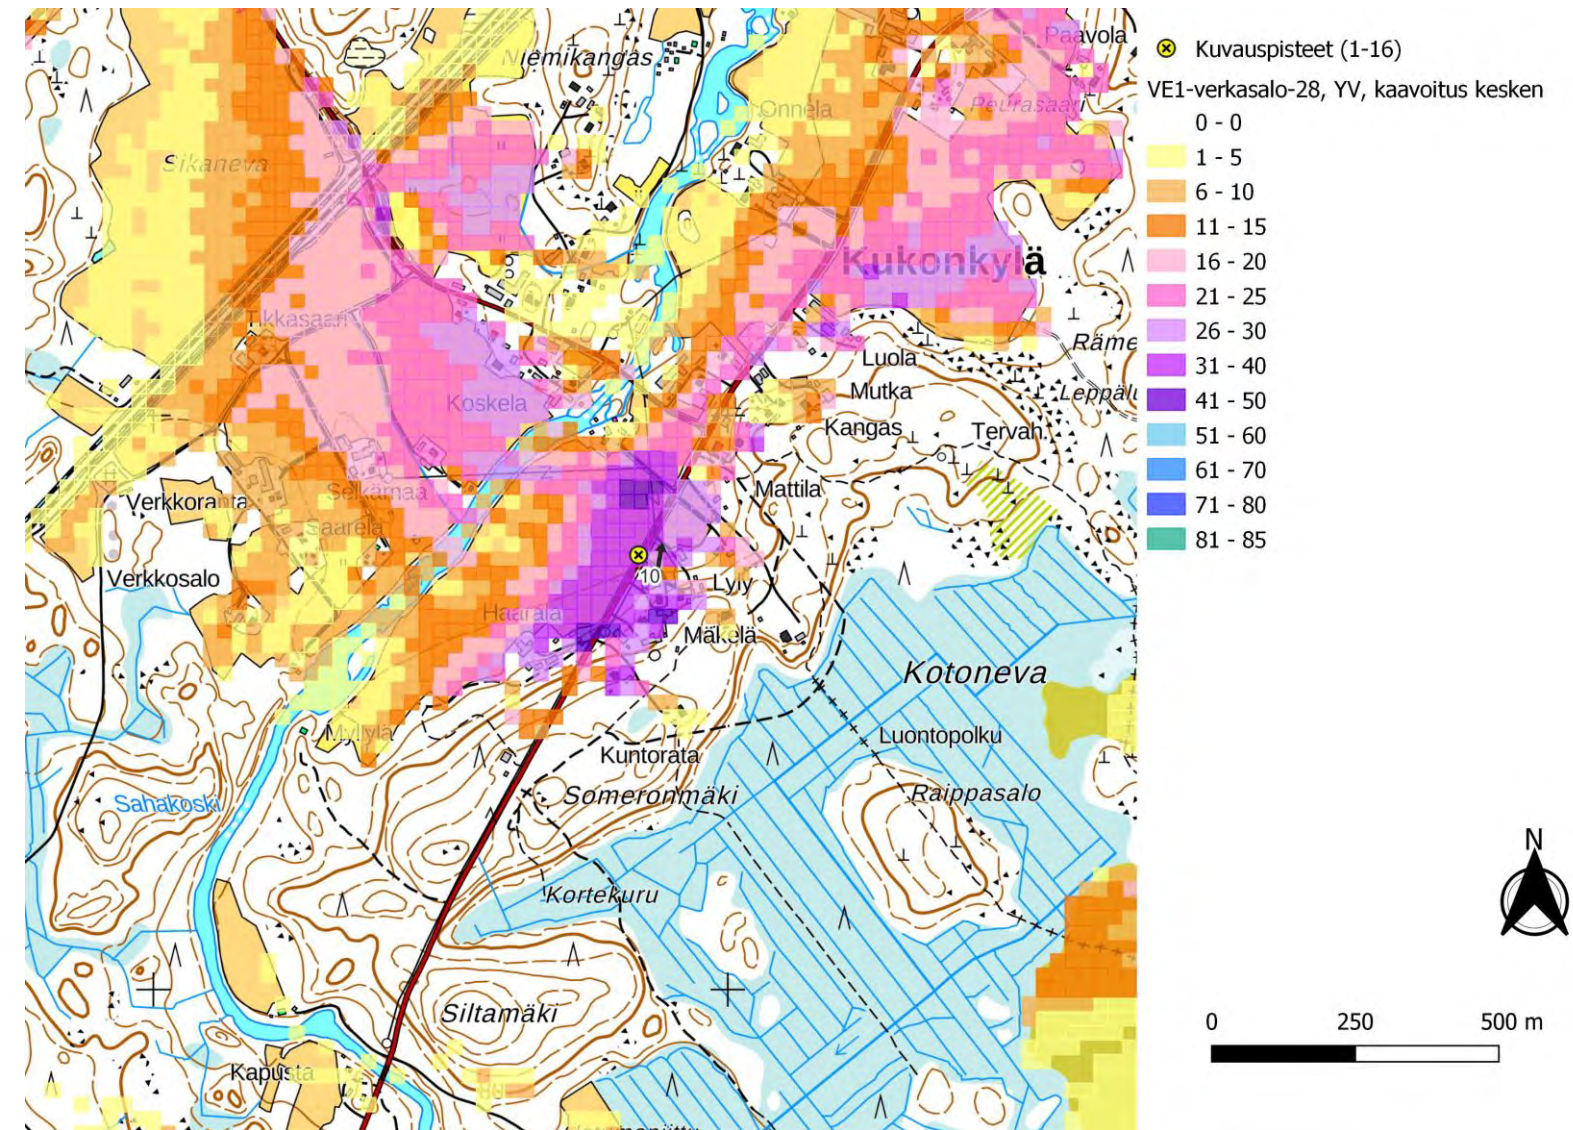 Paavola
Niemikangas
Onnela
Peurasaari
Sikaneva
Kukonkylä
Tikkasaari
Luola
Räme
Mutka
Leppälu
Koskela
Kangas
Tervah.
Selkämaa
Mattila
Verkkoranta
Saarela
10
Verkkosalo
Lyly
Haarala
Mäkelä
Kotoneva
Myllylä
Luontopolku
Kuntorata
Someronmäki
Raippasalo
Sahakoski
Kortekuru
Siltamäki
Kapusta
Kuvauspisteet (1-16)
VE1-verkasalo-28, YV, kaavoitus kesken
0 - 0
1 - 5
6 - 10
11 - 15
16 - 20
21 - 25
26 - 30
31 - 40
41 - 50
51 - 60
61 - 70
71 - 80
81 - 85
N
0 250 500 m